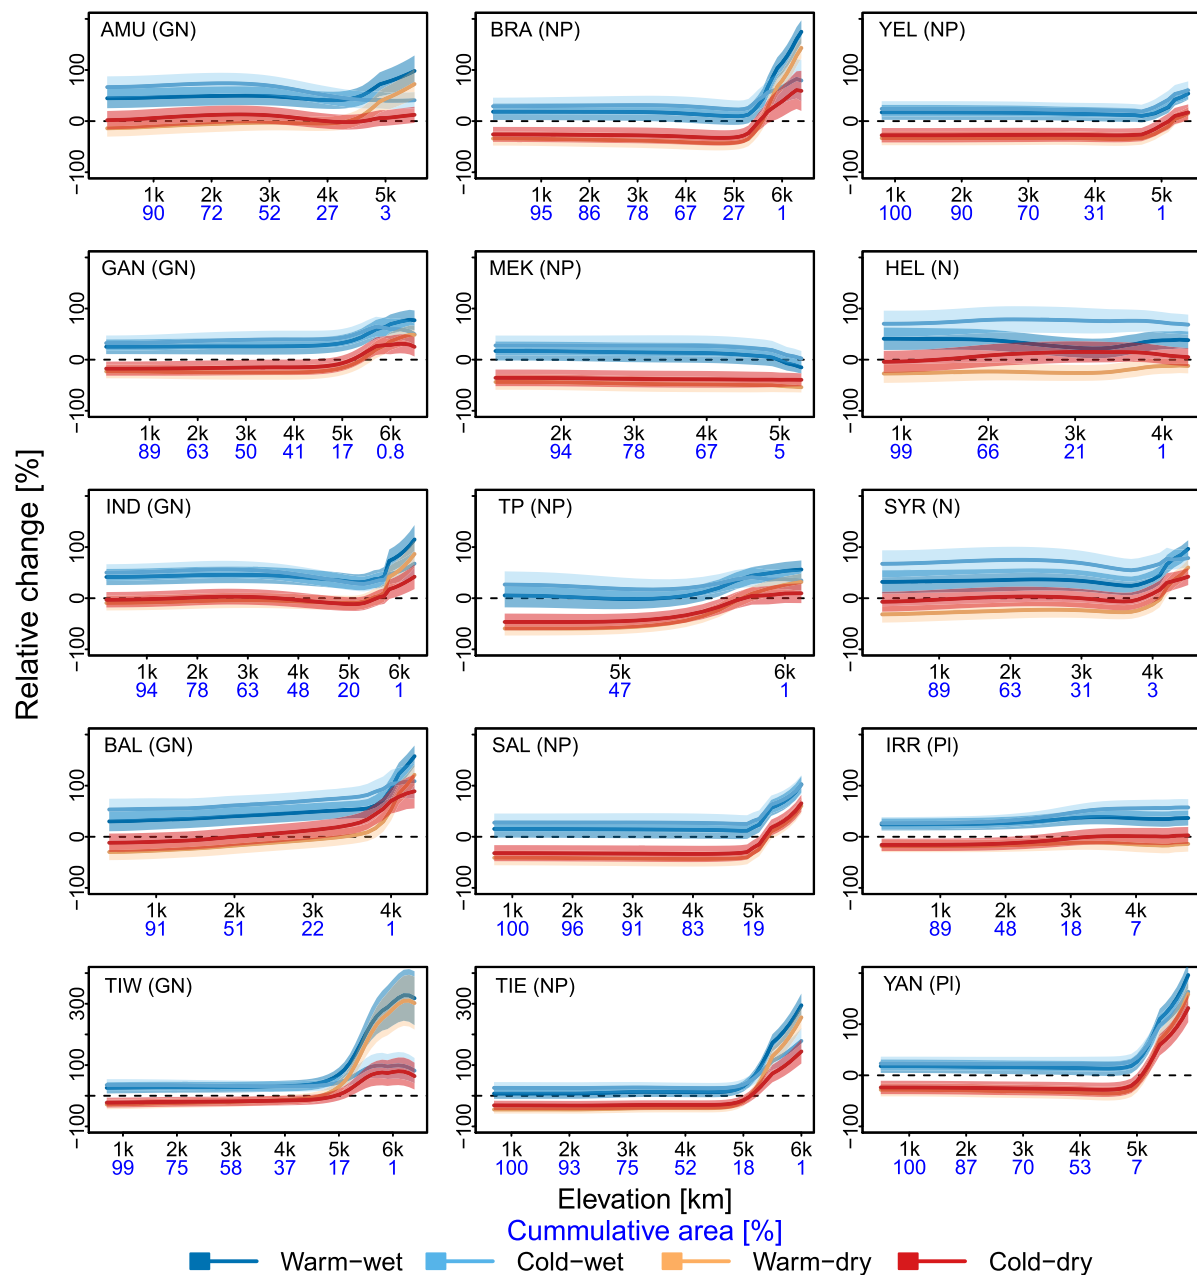 AMU (GN)
100
0
−100
1k 2k 3k 4k 5k
90 72 52 27 3
BRA (NP)
100
0
−100
1k 2k 3k 4k 5k 6k
95 86 78 67 27 1
YEL (NP)
100
0
−100
1k 2k 3k 4k 5k
100 90 70 31 1
GAN (GN)
100
0
−100
1k 2k 3k 4k 5k 6k
89 63 50 41 17 0.8
MEK (NP)
100
0
−100
2k 3k 4k 5k
94 78 67 5
HEL (N)
100
0
−100
1k 2k 3k 4k
99 66 21 1
IND (GN)
100
0
−100
1k 2k 3k 4k 5k 6k
94 78 63 48 20 1
TP (NP)
100
0
−100
5k 6k
47 1
SYR (N)
100
0
−100
1k 2k 3k 4k
89 63 31 3
BAL (GN)
100
0
−100
1k 2k 3k 4k
91 51 22 1
SAL (NP)
100
0
−100
1k 2k 3k 4k 5k
100 96 91 83 19
IRR (PI)
100
0
−100
1k 2k 3k 4k
89 48 18 7
TIW (GN)
300
100
−100
1k 2k 3k 4k 5k 6k
99 75 58 37 17 1
TIE (NP)
300
100
−100
1k 2k 3k 4k 5k 6k
100 93 75 52 18 1
YAN (PI)
100
0
−100
1k 2k 3k 4k 5k
100 87 70 53 7
Relative change [%]
Elevation [km]
Cummulative area [%]
Warm−wet Cold−wet Warm−dry Cold−dry